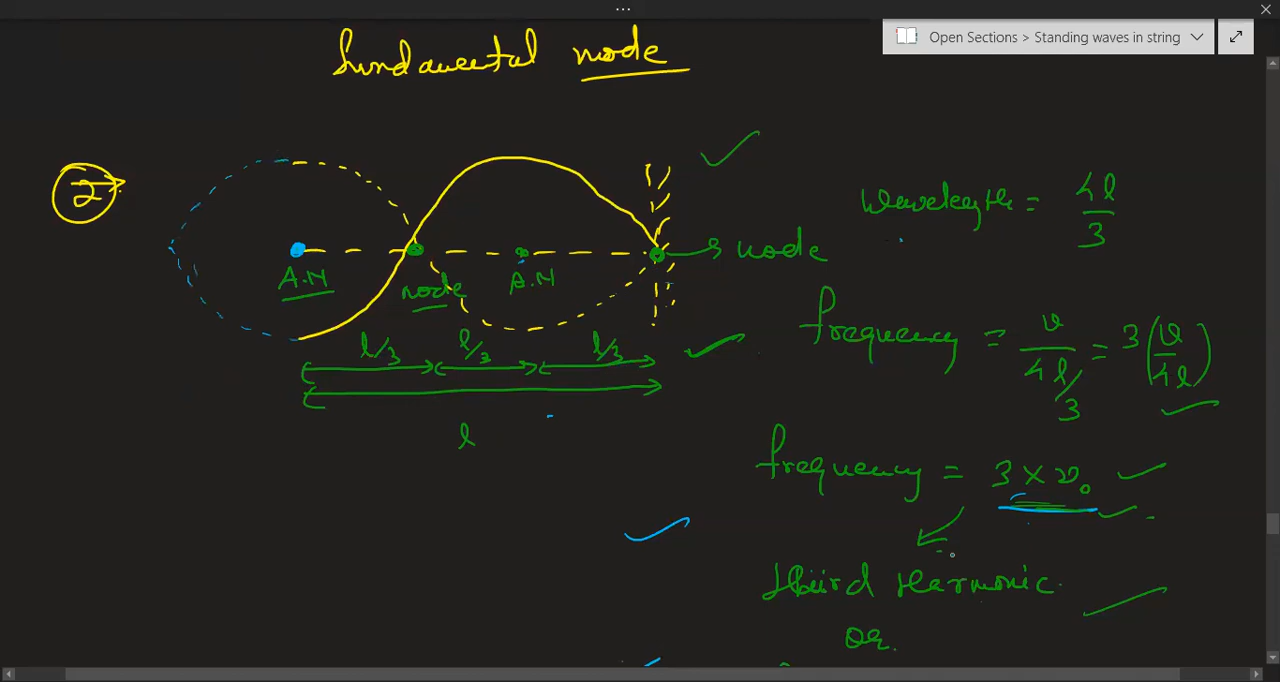 Open Sections > Standing waves in string
fundamental mode
2
wavelength = 4l/3
node
A.N
node
A.N
frequency = v/(4l/3) = 3(v/4l)
l/3 l/3 l/3
l
frequency = 3 × ν₀
third Harmonic
or